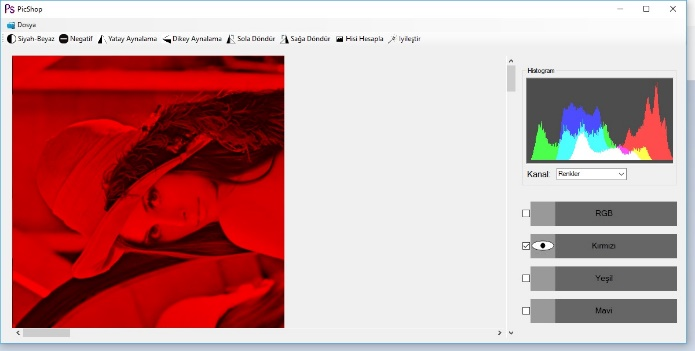 PS PicShop
Dosya
Siyah-Beyaz Negatif Yatay Aynalama Dikey Aynalama Sola Döndür Sağa Döndür Hisi Hesapla İyileştir
Histogram
Kanal: Renkler
RGB
Kırmızı
Yeşil
Mavi